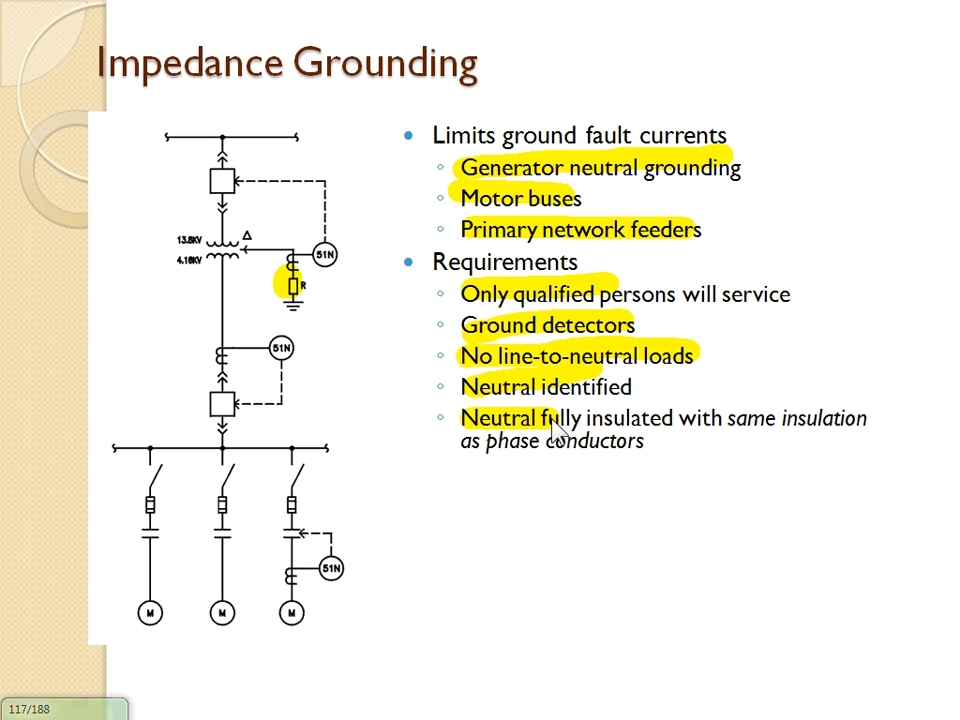 Impedance Grounding
• Limits ground fault currents
◦ Generator neutral grounding
◦ Motor buses
◦ Primary network feeders
• Requirements
◦ Only qualified persons will service
◦ Ground detectors
◦ No line-to-neutral loads
◦ Neutral identified
◦ Neutral fully insulated with same insulation
as phase conductors
13.8KV
Δ
4.16KV
51N
R
51N
51N
M
M
M
117/188